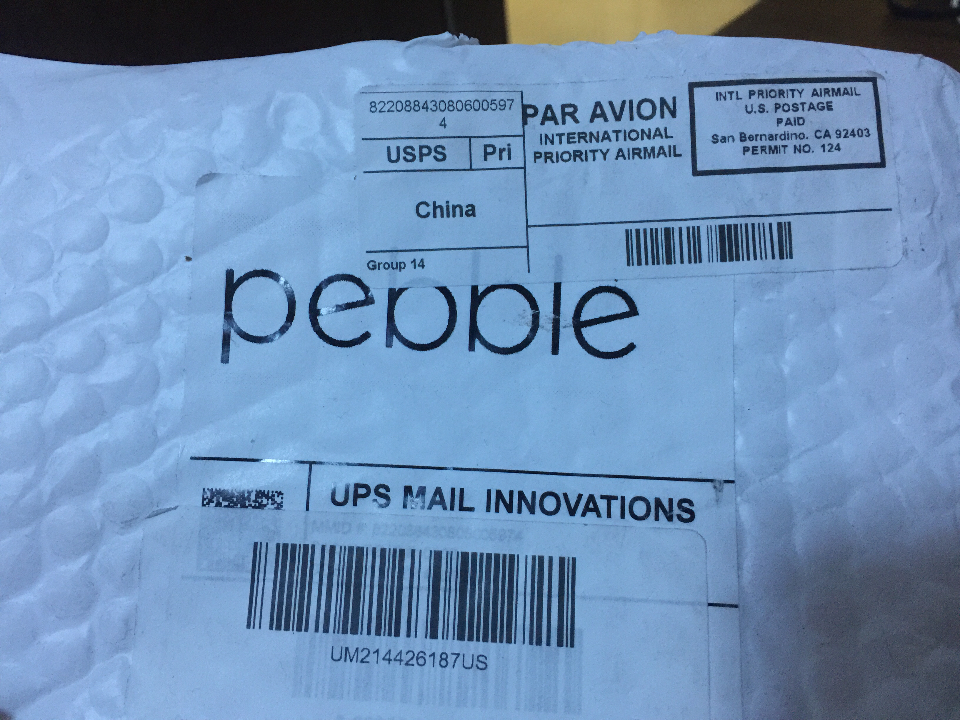 822088430806005974
4
USPS Pri
China
Group 14
PAR AVION
INTERNATIONAL
PRIORITY AIRMAIL
INTL PRIORITY AIRMAIL
U.S. POSTAGE
PAID
San Bernardino, CA 92403
PERMIT NO. 124
pebble
UPS MAIL INNOVATIONS
UM214426187US